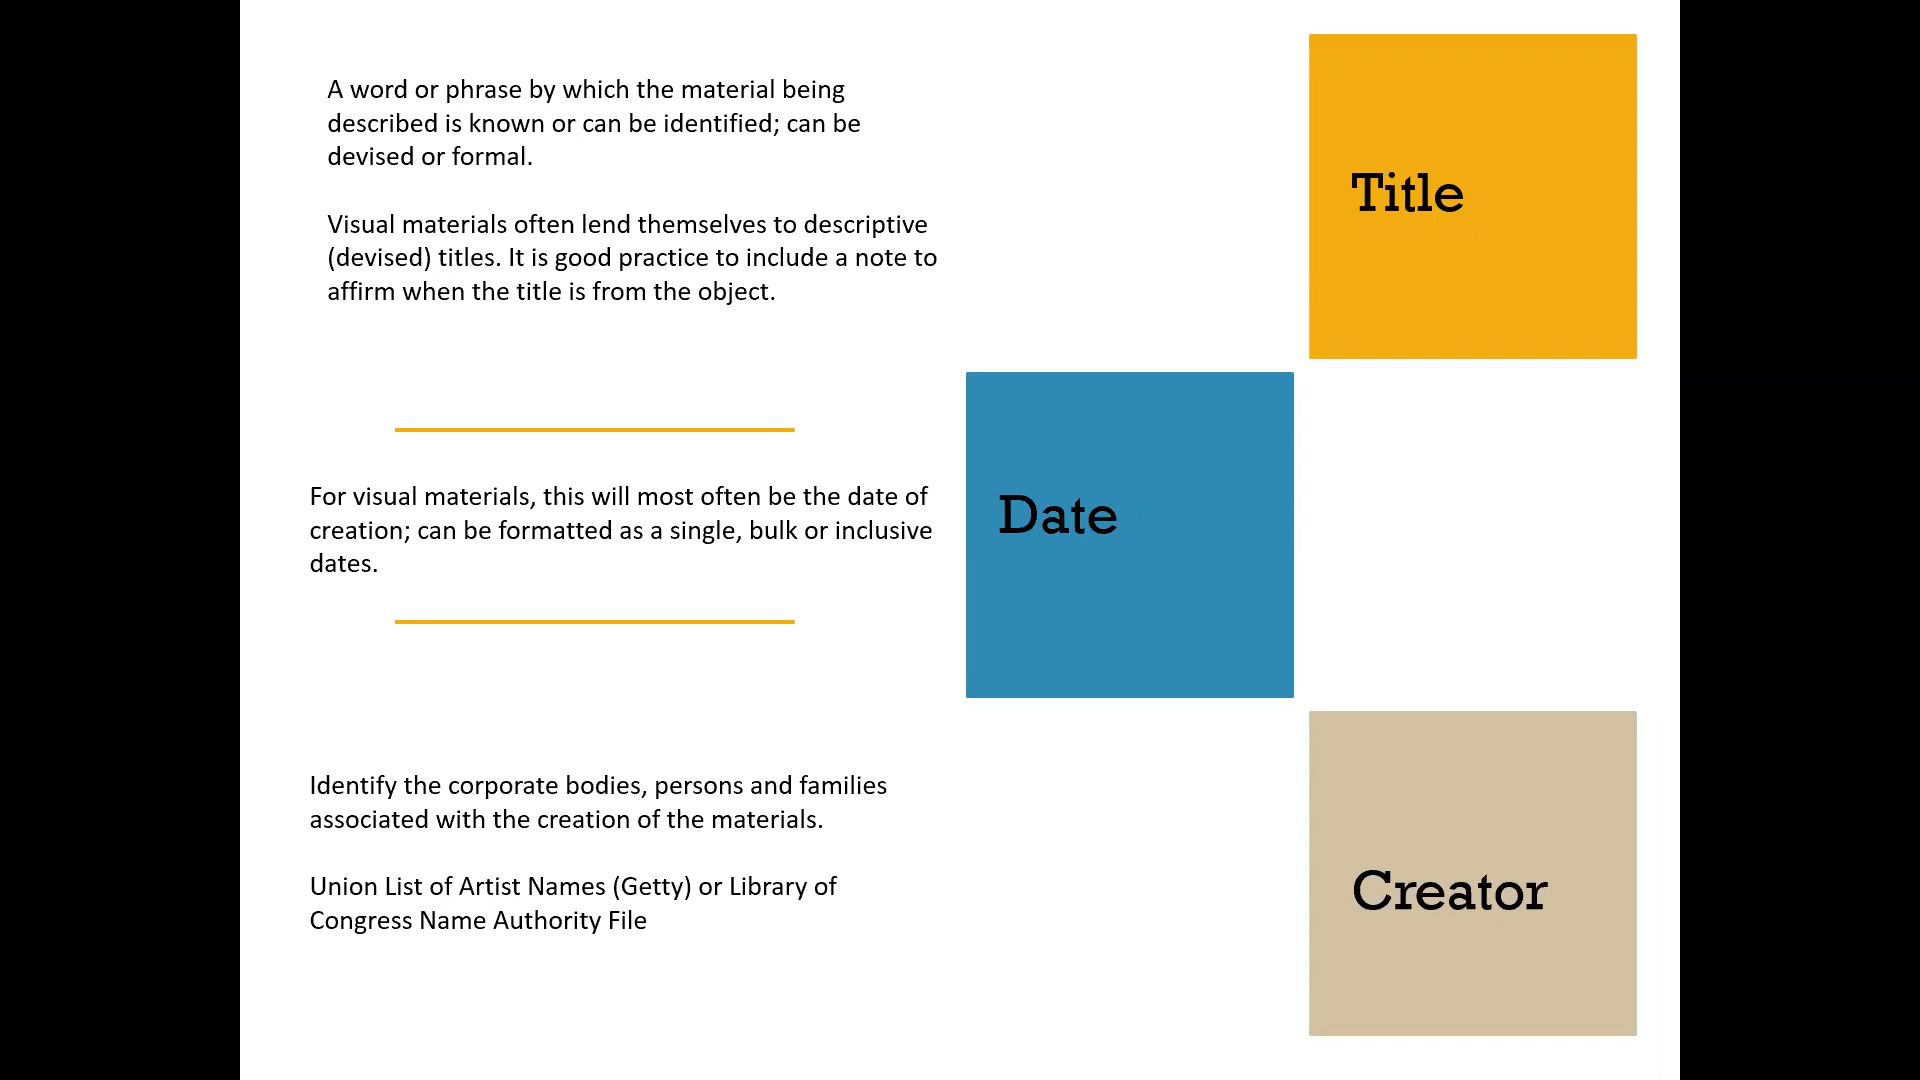 A word or phrase by which the material being
described is known or can be identified; can be
devised or formal.
Visual materials often lend themselves to descriptive
(devised) titles. It is good practice to include a note to
affirm when the title is from the object.
Title
For visual materials, this will most often be the date of
creation; can be formatted as a single, bulk or inclusive
dates.
Date
Identify the corporate bodies, persons and families
associated with the creation of the materials.
Union List of Artist Names (Getty) or Library of
Congress Name Authority File
Creator